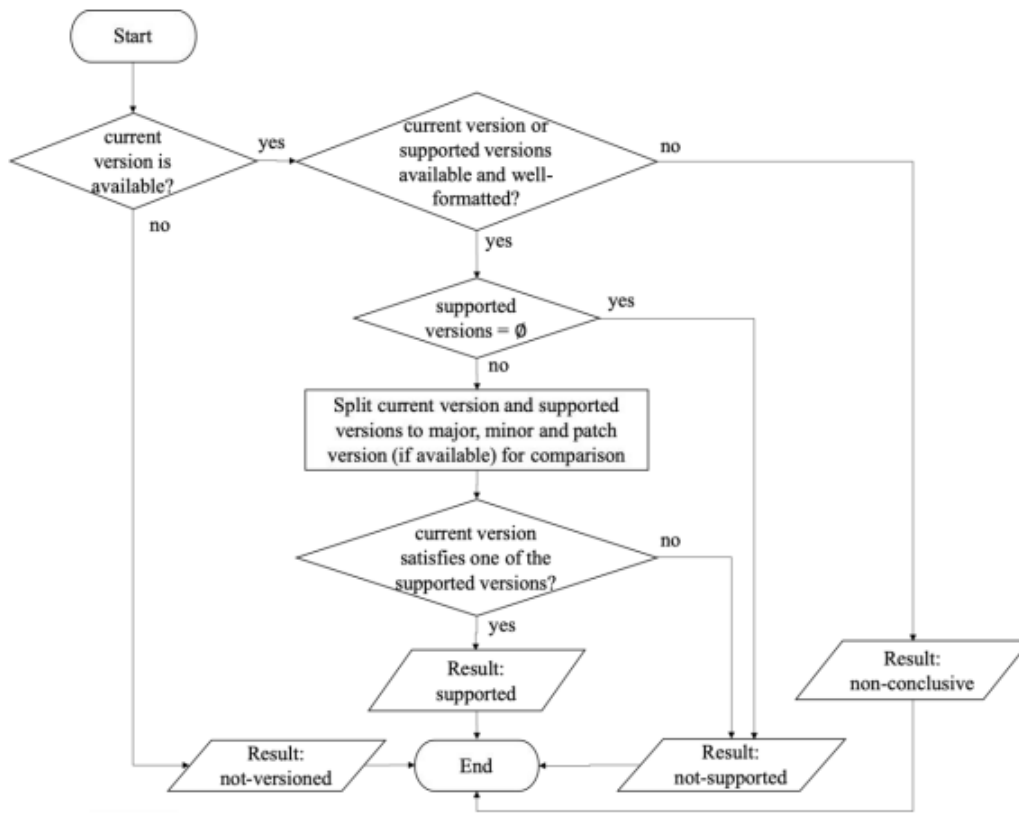 Start
current
version is
available?
yes
no
current version or
supported versions
available and well-
formatted?
no
yes
supported
versions = ∅
yes
no
Split current version and supported
versions to major, minor and patch
version (if available) for comparison
current version
satisfies one of the
supported versions?
no
yes
Result:
supported
Result:
non-conclusive
Result:
not-versioned
End
Result:
not-supported